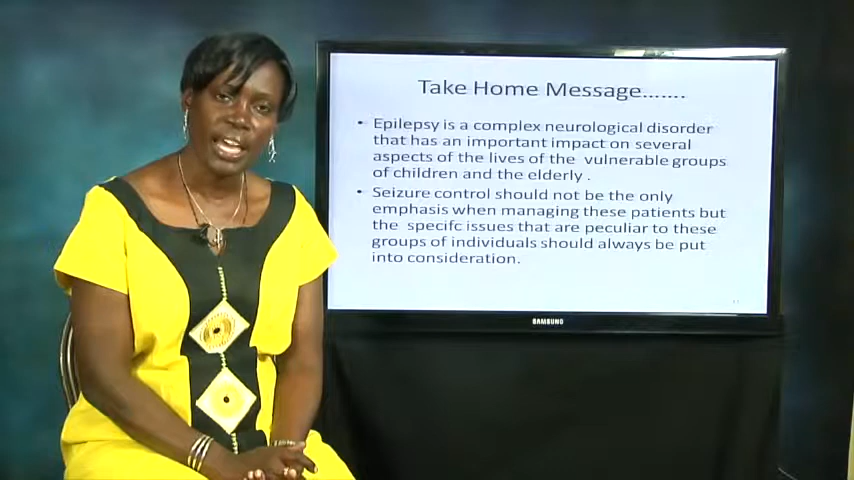 Take Home Message.......
• Epilepsy is a complex neurological disorder
that has an important impact on several
aspects of the lives of the vulnerable groups
of children and the elderly .
• Seizure control should not be the only
emphasis when managing these patients but
the specifc issues that are peculiar to these
groups of individuals should always be put
into consideration.
SAMSUNG